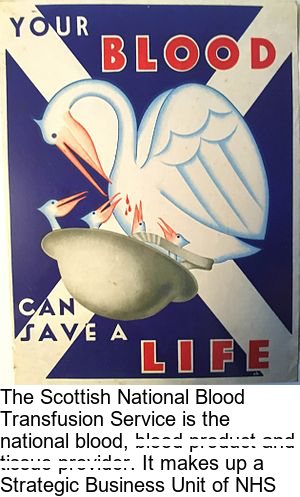 YOUR
BLOOD
CAN
SAVE A
LIFE
The Scottish National Blood
Transfusion Service is the
national blood,
It makes up a
Strategic Business Unit of NHS